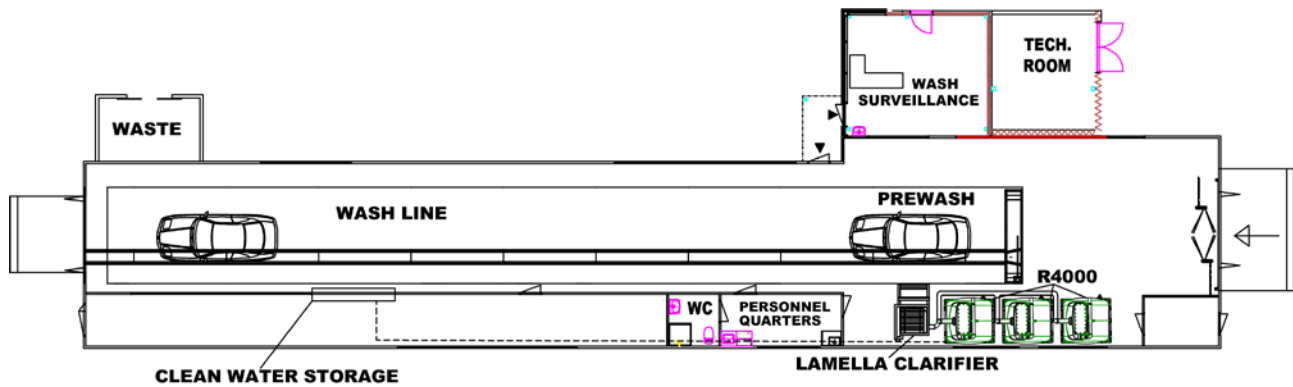 TECH.
ROOM
WASH
SURVEILLANCE
WASTE
WASH LINE
PREWASH
R4000
WC
PERSONNEL
QUARTERS
LAMELLA CLARIFIER
CLEAN WATER STORAGE